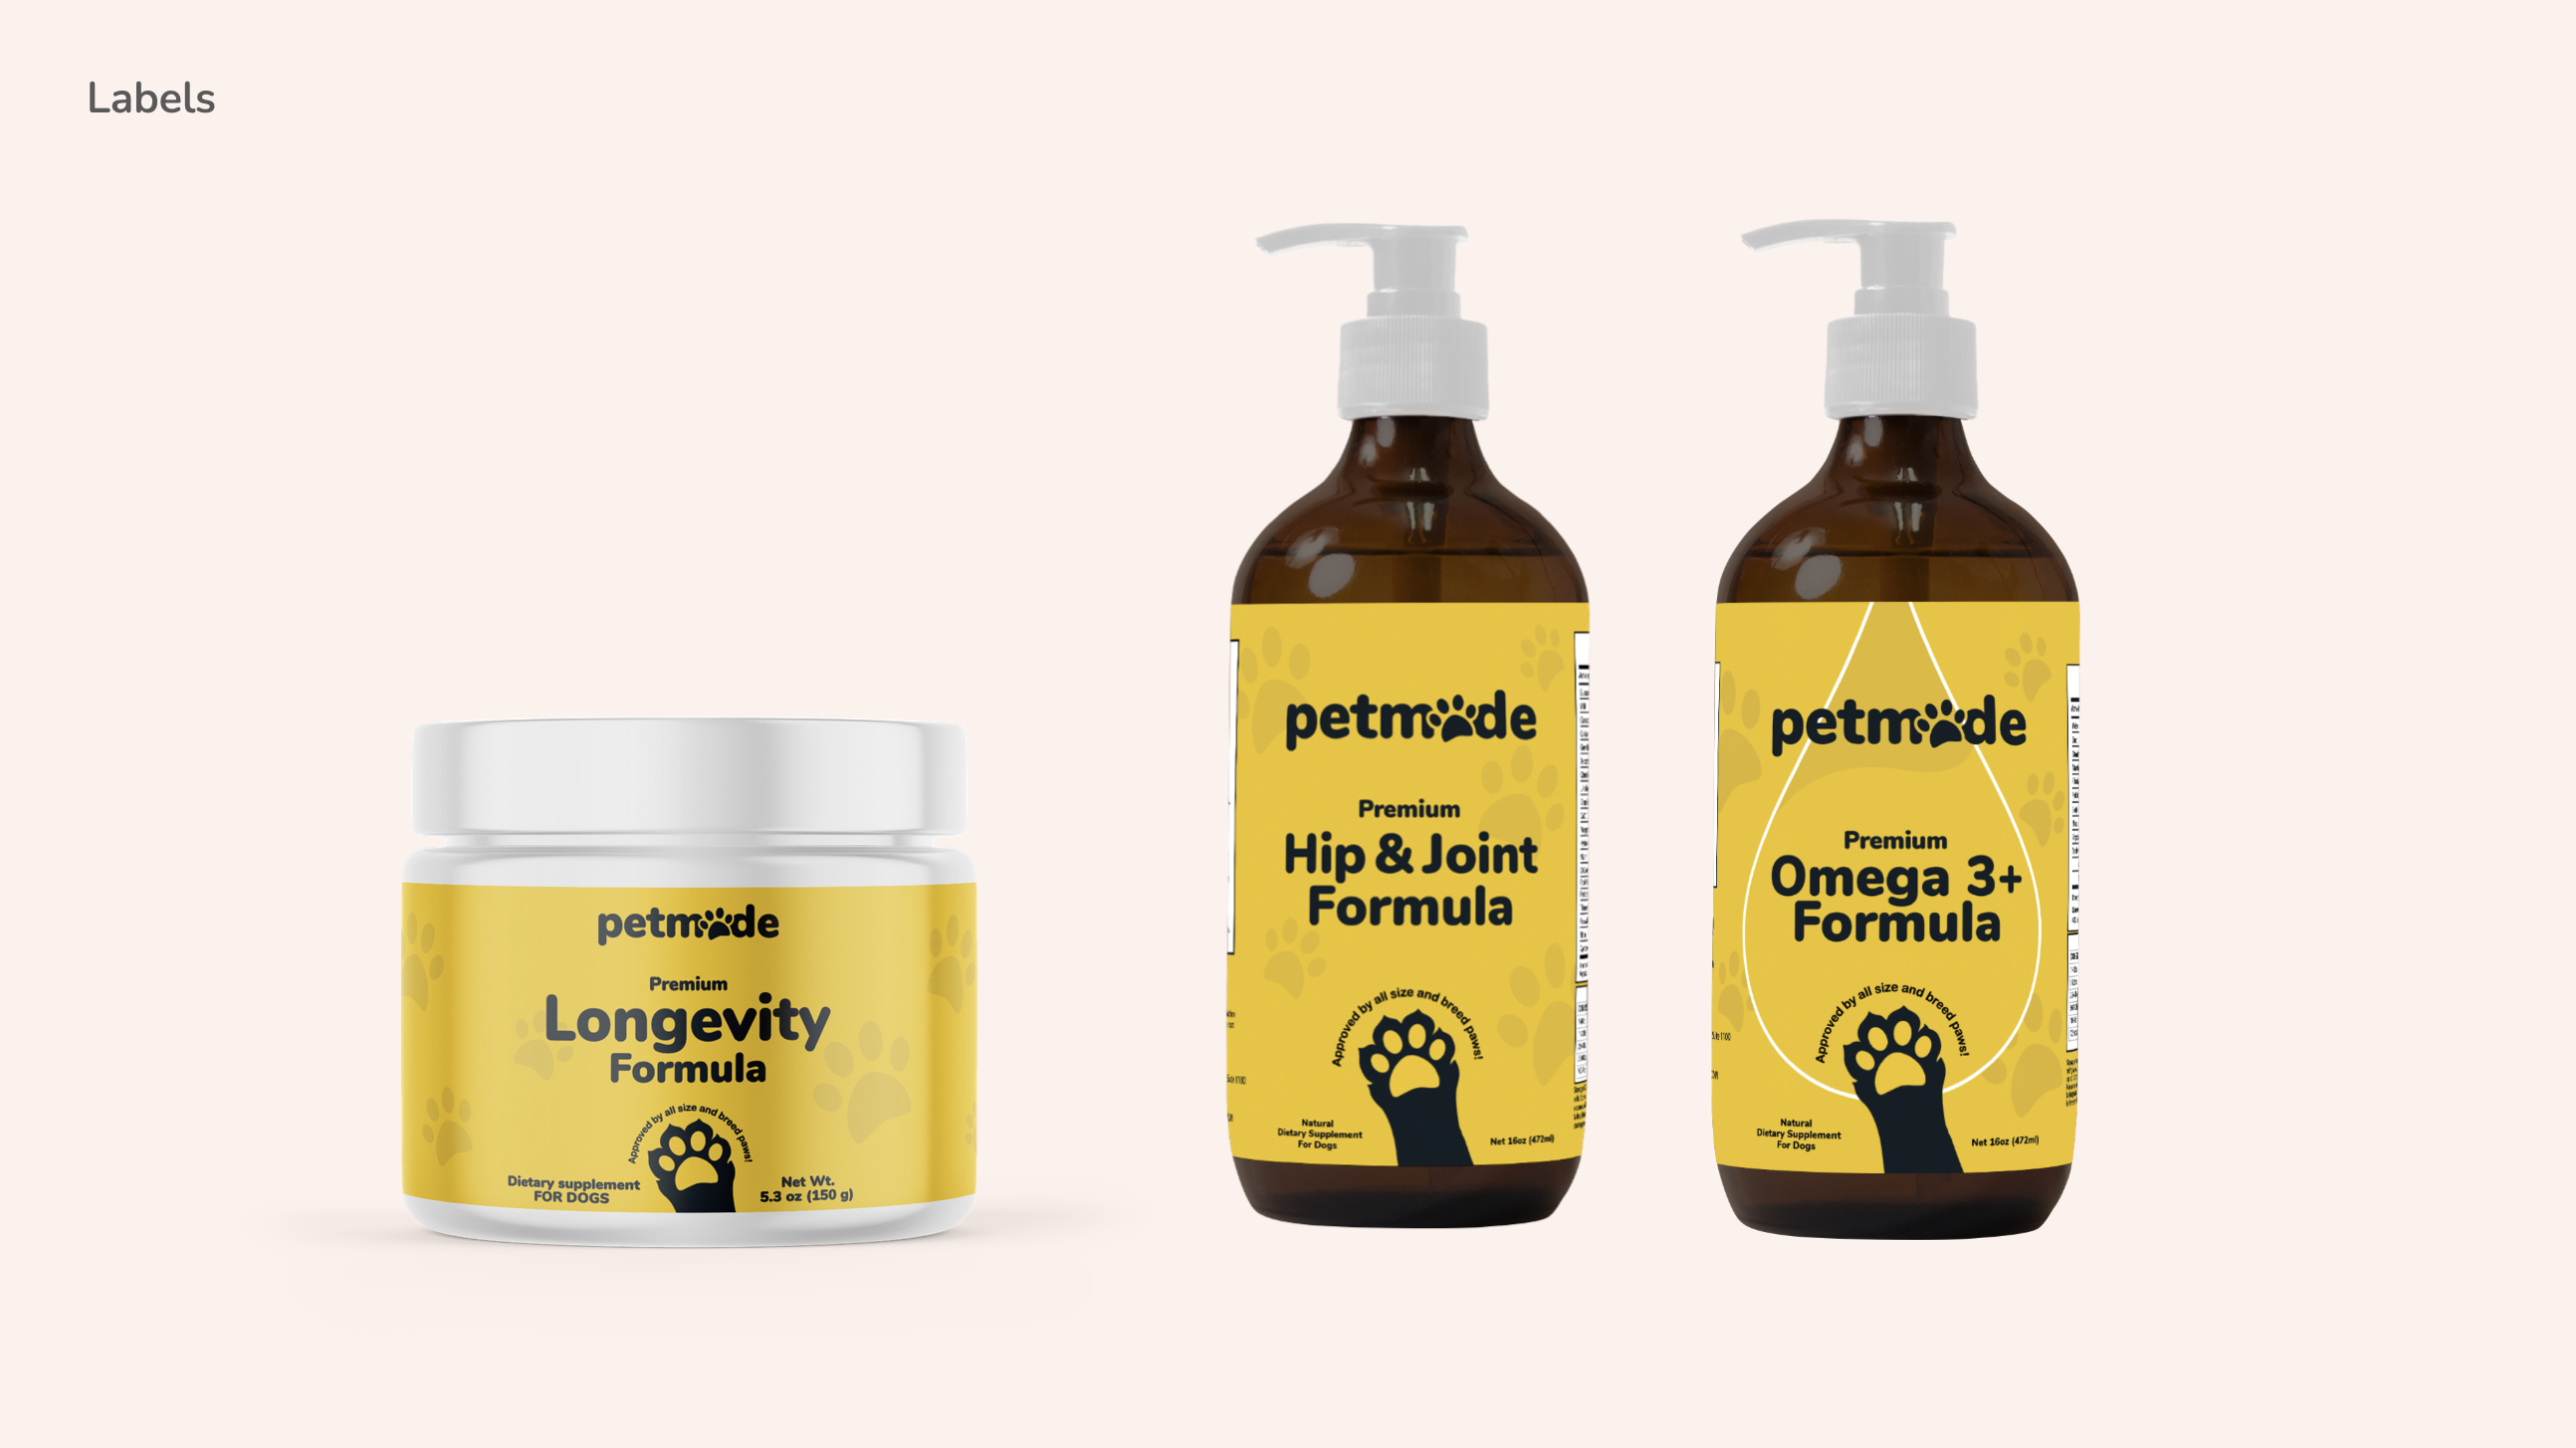 Labels
petmode
Premium
Longevity
Formula
Approved by all size and breed paws!
Dietary supplement
FOR DOGS
Net Wt.
5.3 oz (150 g)
petmode
Premium
Hip & Joint
Formula
Approved by all size and breed paws!
Natural
Dietary Supplement
For Dogs
Net 16oz (472ml)
petmode
Premium
Omega 3+
Formula
Approved by all size and breed paws!
Natural
Dietary Supplement
For Dogs
Net 16oz (472ml)